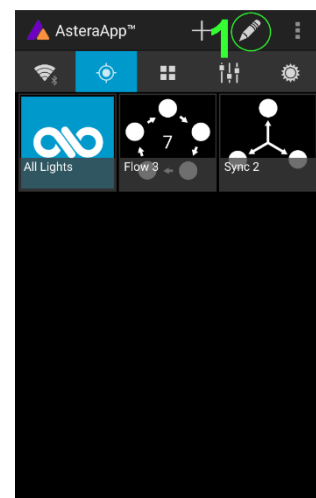 AsteraApp™
1
7
All Lights
Flow 3
Sync 2